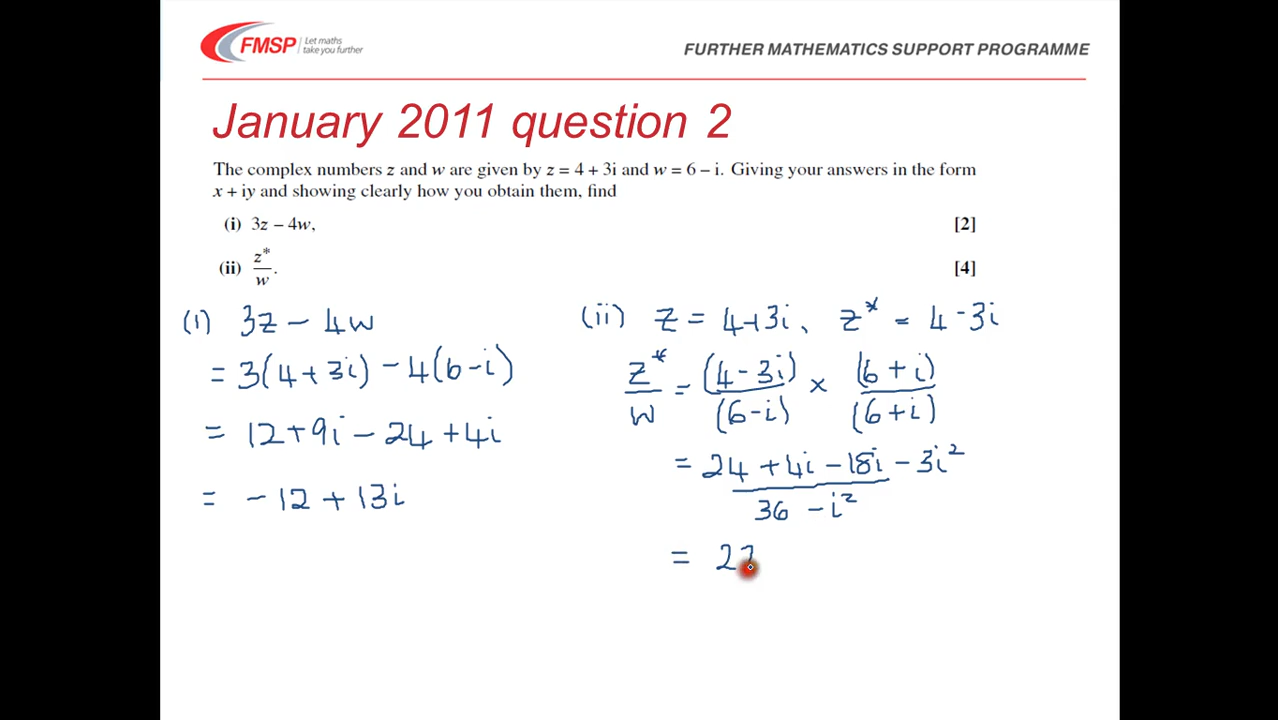 FMSP Let maths
take you further
FURTHER MATHEMATICS SUPPORT PROGRAMME
January 2011 question 2
The complex numbers z and w are given by z = 4 + 3i and w = 6 – i. Giving your answers in the form
x + iy and showing clearly how you obtain them, find
(i) 3z – 4w, [2]
(ii) z*/w. [4]
(i) 3z - 4w
= 3(4+3i) - 4(6-i)
= 12+9i - 24 +4i
= -12 + 13i
(ii) z = 4+3i, z* = 4-3i
z*/w = (4-3i)/(6-i) × (6+i)/(6+i)
= 24 +4i -18i -3i²
36 -i²
= 27